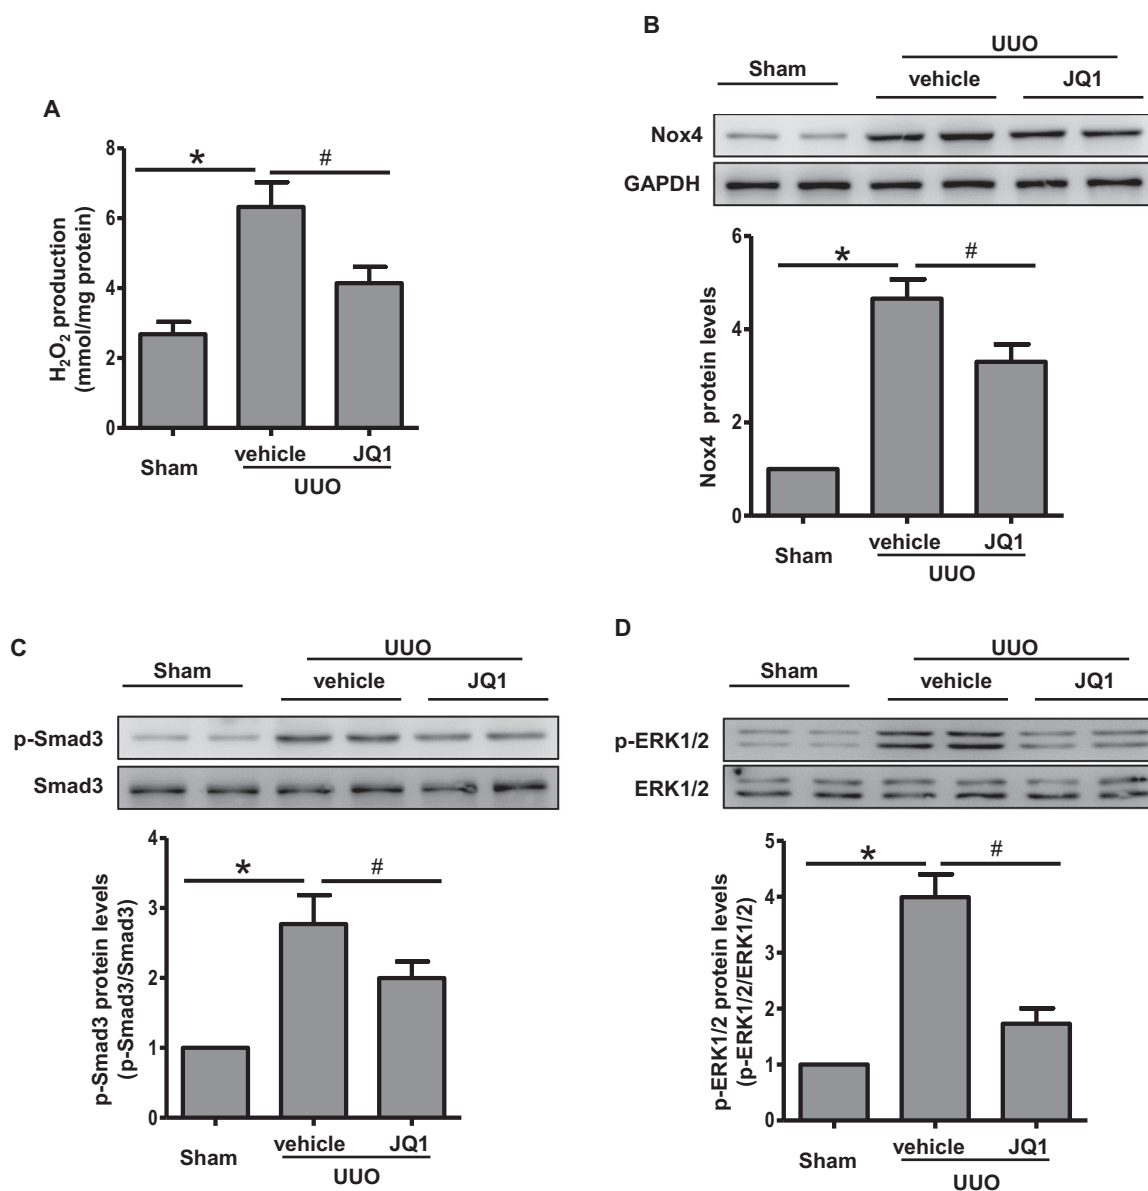 A
8
6
4
2
0
H₂O₂ production
(mmol/mg protein)
*
#
Sham
vehicle
JQ1
UUO
B
UUO
Sham
vehicle
JQ1
Nox4
GAPDH
6
4
2
0
Nox4 protein levels
*
#
Sham
vehicle
JQ1
UUO
C
UUO
Sham
vehicle
JQ1
p-Smad3
Smad3
4
3
2
1
0
p-Smad3 protein levels
(p-Smad3/Smad3)
*
#
Sham
vehicle
JQ1
UUO
D
UUO
Sham
vehicle
JQ1
p-ERK1/2
ERK1/2
5
4
3
2
1
0
p-ERK1/2 protein levels
(p-ERK1/2/ERK1/2)
*
#
Sham
vehicle
JQ1
UUO